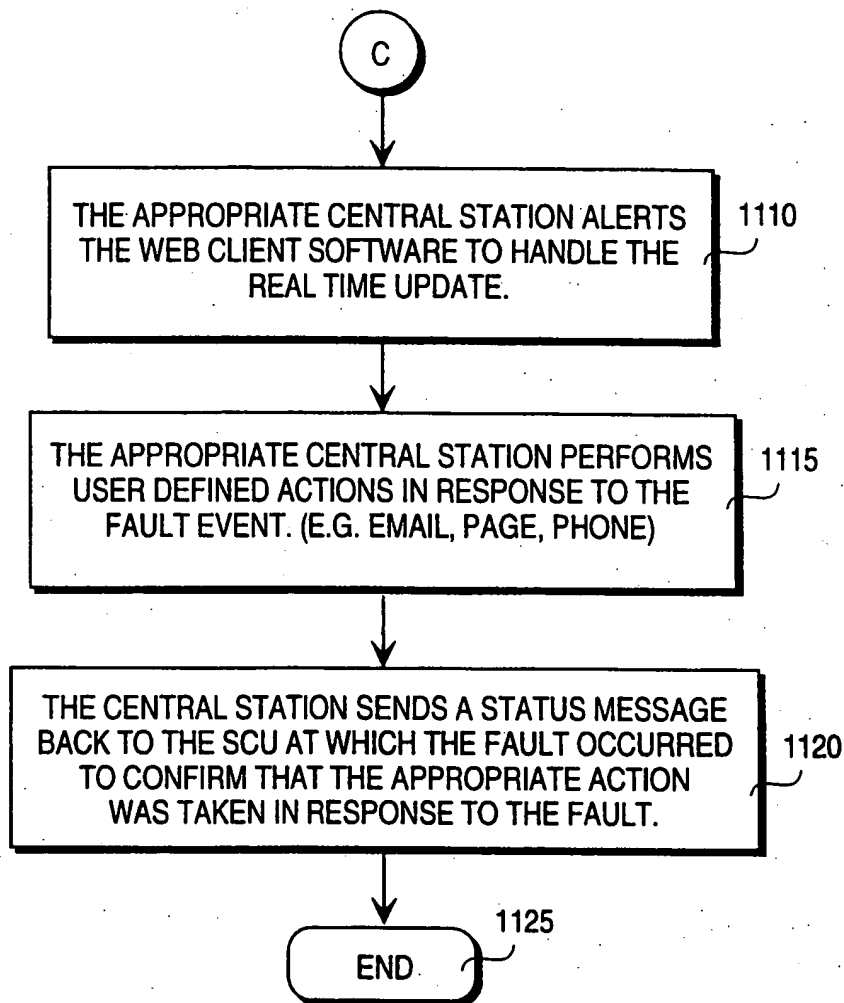 C
THE APPROPRIATE CENTRAL STATION ALERTS
THE WEB CLIENT SOFTWARE TO HANDLE THE
REAL TIME UPDATE.
1110
THE APPROPRIATE CENTRAL STATION PERFORMS
USER DEFINED ACTIONS IN RESPONSE TO THE
FAULT EVENT. (E.G. EMAIL, PAGE, PHONE)
1115
THE CENTRAL STATION SENDS A STATUS MESSAGE
BACK TO THE SCU AT WHICH THE FAULT OCCURRED
TO CONFIRM THAT THE APPROPRIATE ACTION
WAS TAKEN IN RESPONSE TO THE FAULT.
1120
END
1125